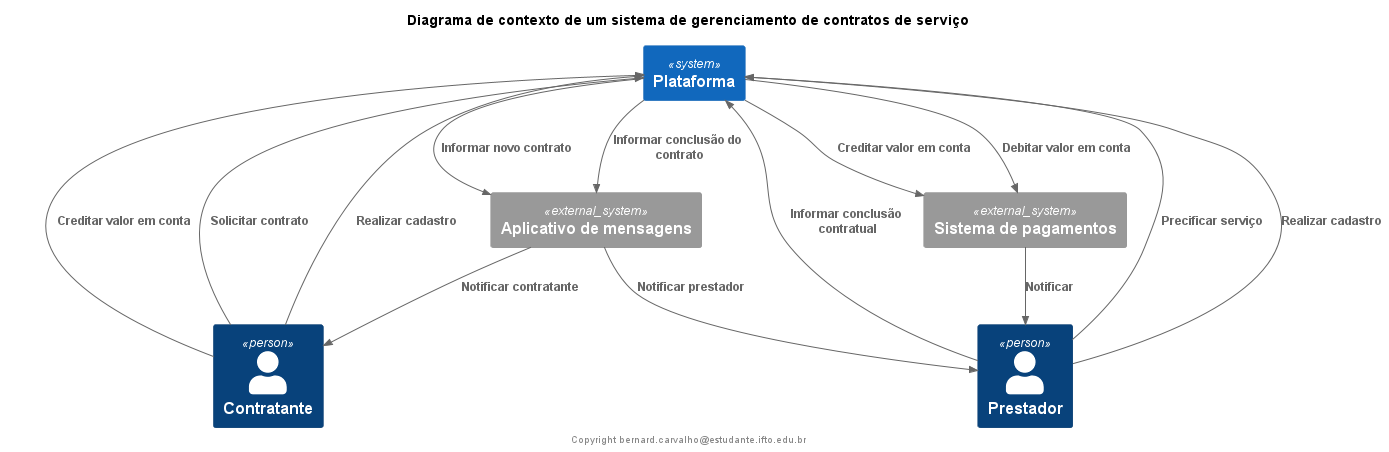 Diagrama de contexto de um sistema de gerenciamento de contratos de serviço
«system»
Plataforma
Informar novo contrato
Informar conclusão do
contrato
Creditar valor em conta
Debitar valor em conta
«external_system»
Aplicativo de mensagens
«external_system»
Sistema de pagamentos
Creditar valor em conta
Solicitar contrato
Realizar cadastro
Informar conclusão
contratual
Precificar serviço
Realizar cadastro
Notificar contratante
Notificar prestador
Notificar
«person»
Contratante
«person»
Prestador
Copyright bernard.carvalho@estudante.ifto.edu.br